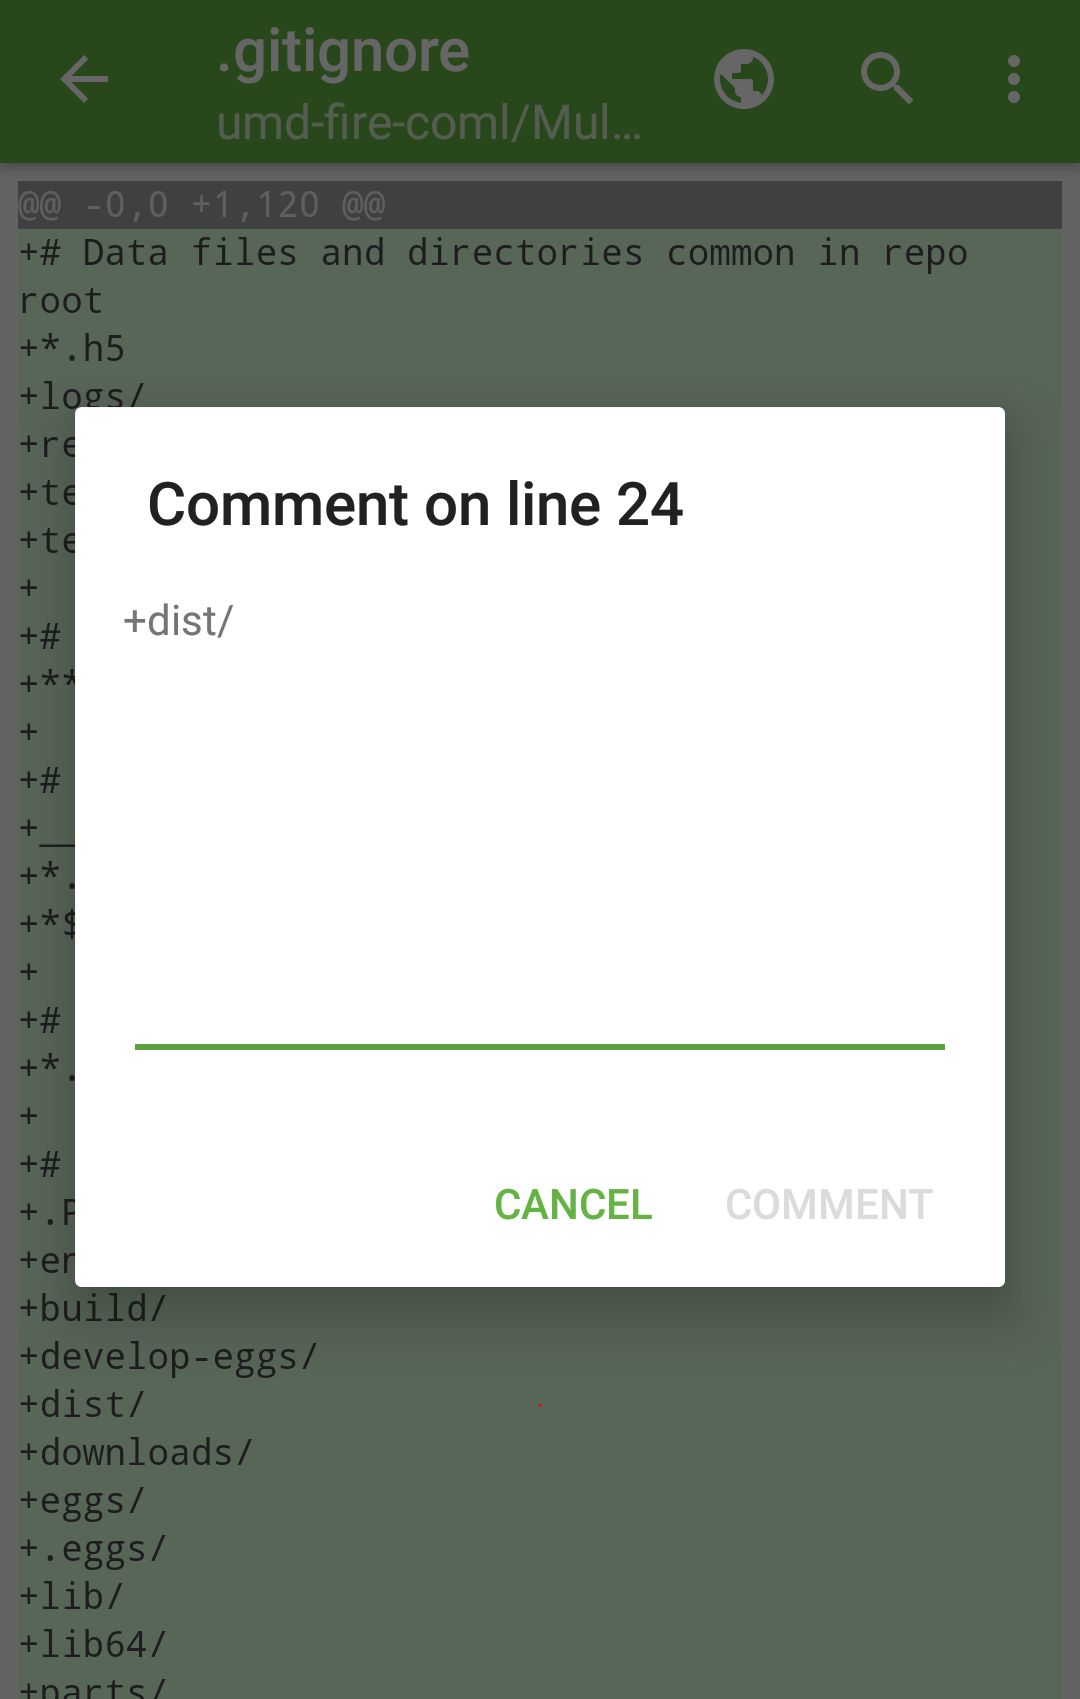 .gitignore
umd-fire-coml/Mul...
@@ -0,0 +1,120 @@
+# Data files and directories common in repo
root
+*.h5
+logs/
+re
+te
+te
+
+#
+**
+
+#
+__
+*.
+*$
+
+#
+*.
+
+#
+.P
+en
Comment on line 24
+dist/
CANCEL COMMENT
+build/
+develop-eggs/
+dist/
+downloads/
+eggs/
+.eggs/
+lib/
+lib64/
+parts/